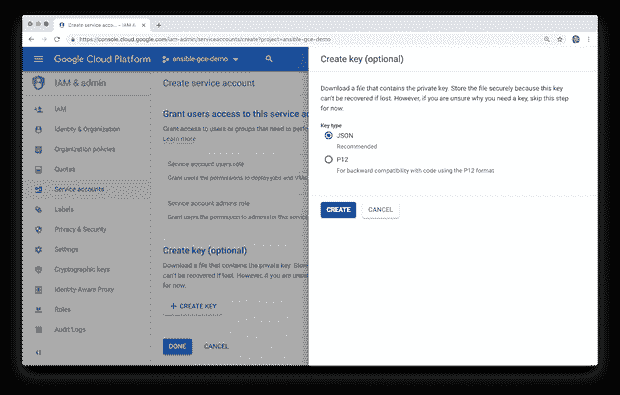 Create service acco... – IAM & A
https://console.cloud.google.com/iam-admin/serviceaccounts/create?project=ansible-gce-demo
Google Cloud Platform
ansible-gce-demo
IAM & admin
IAM
Identity & Organization
Organization policies
Quotas
Service accounts
Labels
Privacy & Security
Settings
Cryptographic keys
Identity-Aware Proxy
Roles
Audit Logs
Create service account
Grant users access to this service a
Grant access to users or groups that need to perfo
Learn more
Service account users role
Grant users the permissions to deploy jobs and VMs
Service account admins role
Grant users the permission to administer this servic
Create key (optional)
Download a file that contains the private key. Store
can't be recovered if lost. However, if you are unsu
for now.
+ CREATE KEY
DONE
CANCEL
Create key (optional)
Download a file that contains the private key. Store the file securely because this key
can't be recovered if lost. However, if you are unsure why you need a key, skip this step
for now.
Key type
JSON
Recommended
P12
For backward compatibility with code using the P12 format
CREATE
CANCEL